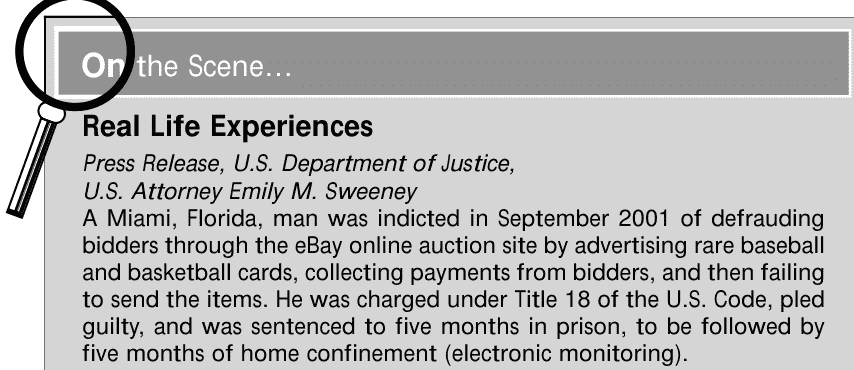 On the Scene...
Real Life Experiences
Press Release, U.S. Department of Justice,
U.S. Attorney Emily M. Sweeney
A Miami, Florida, man was indicted in September 2001 of defrauding
bidders through the eBay online auction site by advertising rare baseball
and basketball cards, collecting payments from bidders, and then failing
to send the items. He was charged under Title 18 of the U.S. Code, pled
guilty, and was sentenced to five months in prison, to be followed by
five months of home confinement (electronic monitoring).